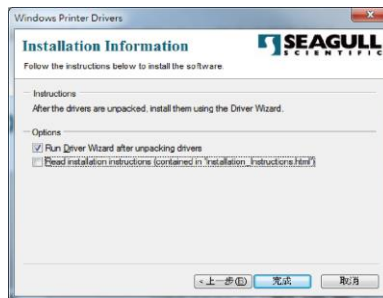 Windows Printer Drivers
Installation Information
SEAGULL
SCIENTIFIC
Follow the instructions below to install the software.
Instructions
After the drivers are unpacked, install them using the Driver Wizard.
Options
Run Driver Wizard after unpacking drivers
Read installation instructions (contained in "Installation_Instructions.html")
<上一步(B)
完成
取消